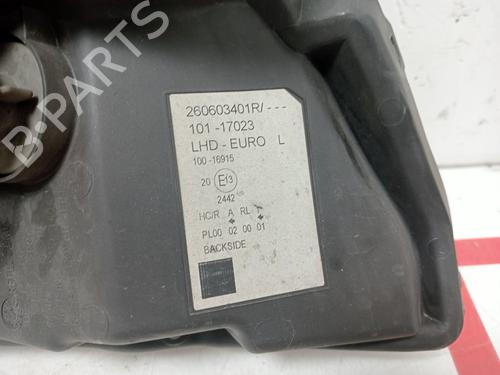 260603401R/---
101 -17023
LHD - EURO L
100 -16915
20 E13
2442
HC/R A RL
PL00 02 00 01
BACKSIDE
B-PARTS